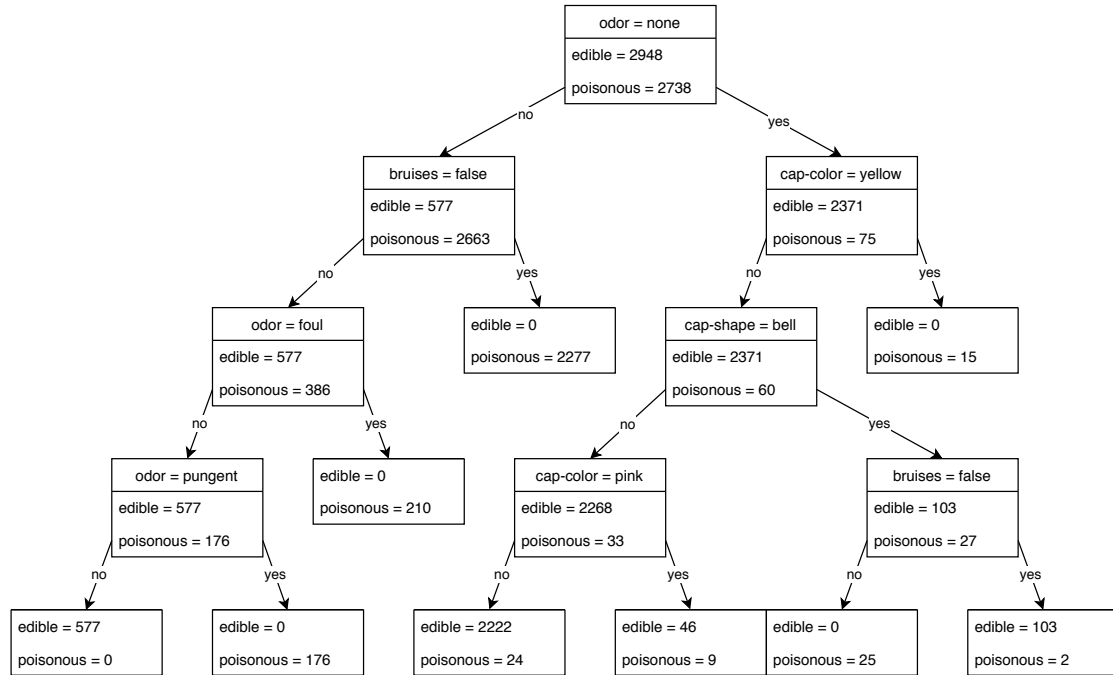 odor = none
edible = 2948
poisonous = 2738
no
yes
bruises = false
edible = 577
poisonous = 2663
cap-color = yellow
edible = 2371
poisonous = 75
no
yes
no
yes
odor = foul
edible = 577
poisonous = 386
edible = 0
poisonous = 2277
cap-shape = bell
edible = 2371
poisonous = 60
edible = 0
poisonous = 15
no
yes
no
yes
odor = pungent
edible = 577
poisonous = 176
edible = 0
poisonous = 210
cap-color = pink
edible = 2268
poisonous = 33
bruises = false
edible = 103
poisonous = 27
no
yes
no
yes
no
yes
edible = 577
poisonous = 0
edible = 0
poisonous = 176
edible = 2222
poisonous = 24
edible = 46
poisonous = 9
edible = 0
poisonous = 25
edible = 103
poisonous = 2